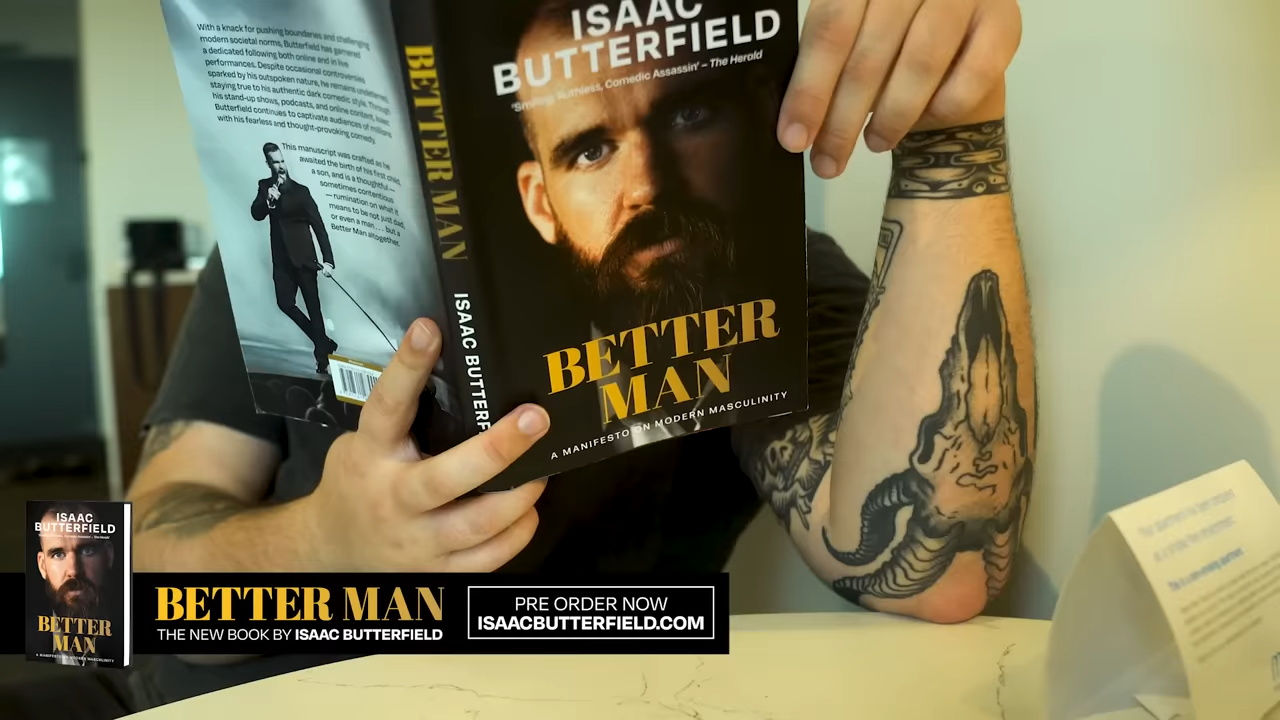 With a knack for pushing boundaries and challenging
modern societal norms, Butterfield has garnered
a dedicated following both online and in live
performances. Despite occasional controversies
sparked by his outspoken nature, he remains undeterred,
staying true to his authentic dark comedic style. Through
his stand-up shows, podcasts, and online content, Isaac
Butterfield continues to captivate audiences of millions
with his fearless and thought-provoking comedy.
This manuscript was crafted as he
awaited the birth of his first child,
a son, and is a thoughtful —
sometimes contentious
— rumination on what it
means to be not just dad,
or even a man . . . but a
Better Man altogether.
BETTER MAN
ISAAC BUTTERF
ISAAC
BUTTERFIELD
Ruthless, Comedic Assassin' – The Herald
BETTER
MAN
A MANIFESTO ON MODERN MASCULINITY
ISAAC
BUTTERFIELD
BETTER
MAN
A MANIFESTO ON MODERN MASCULINITY
BETTER MAN
THE NEW BOOK BY ISAAC BUTTERFIELD
PRE ORDER NOW
ISAACBUTTERFIELD.COM